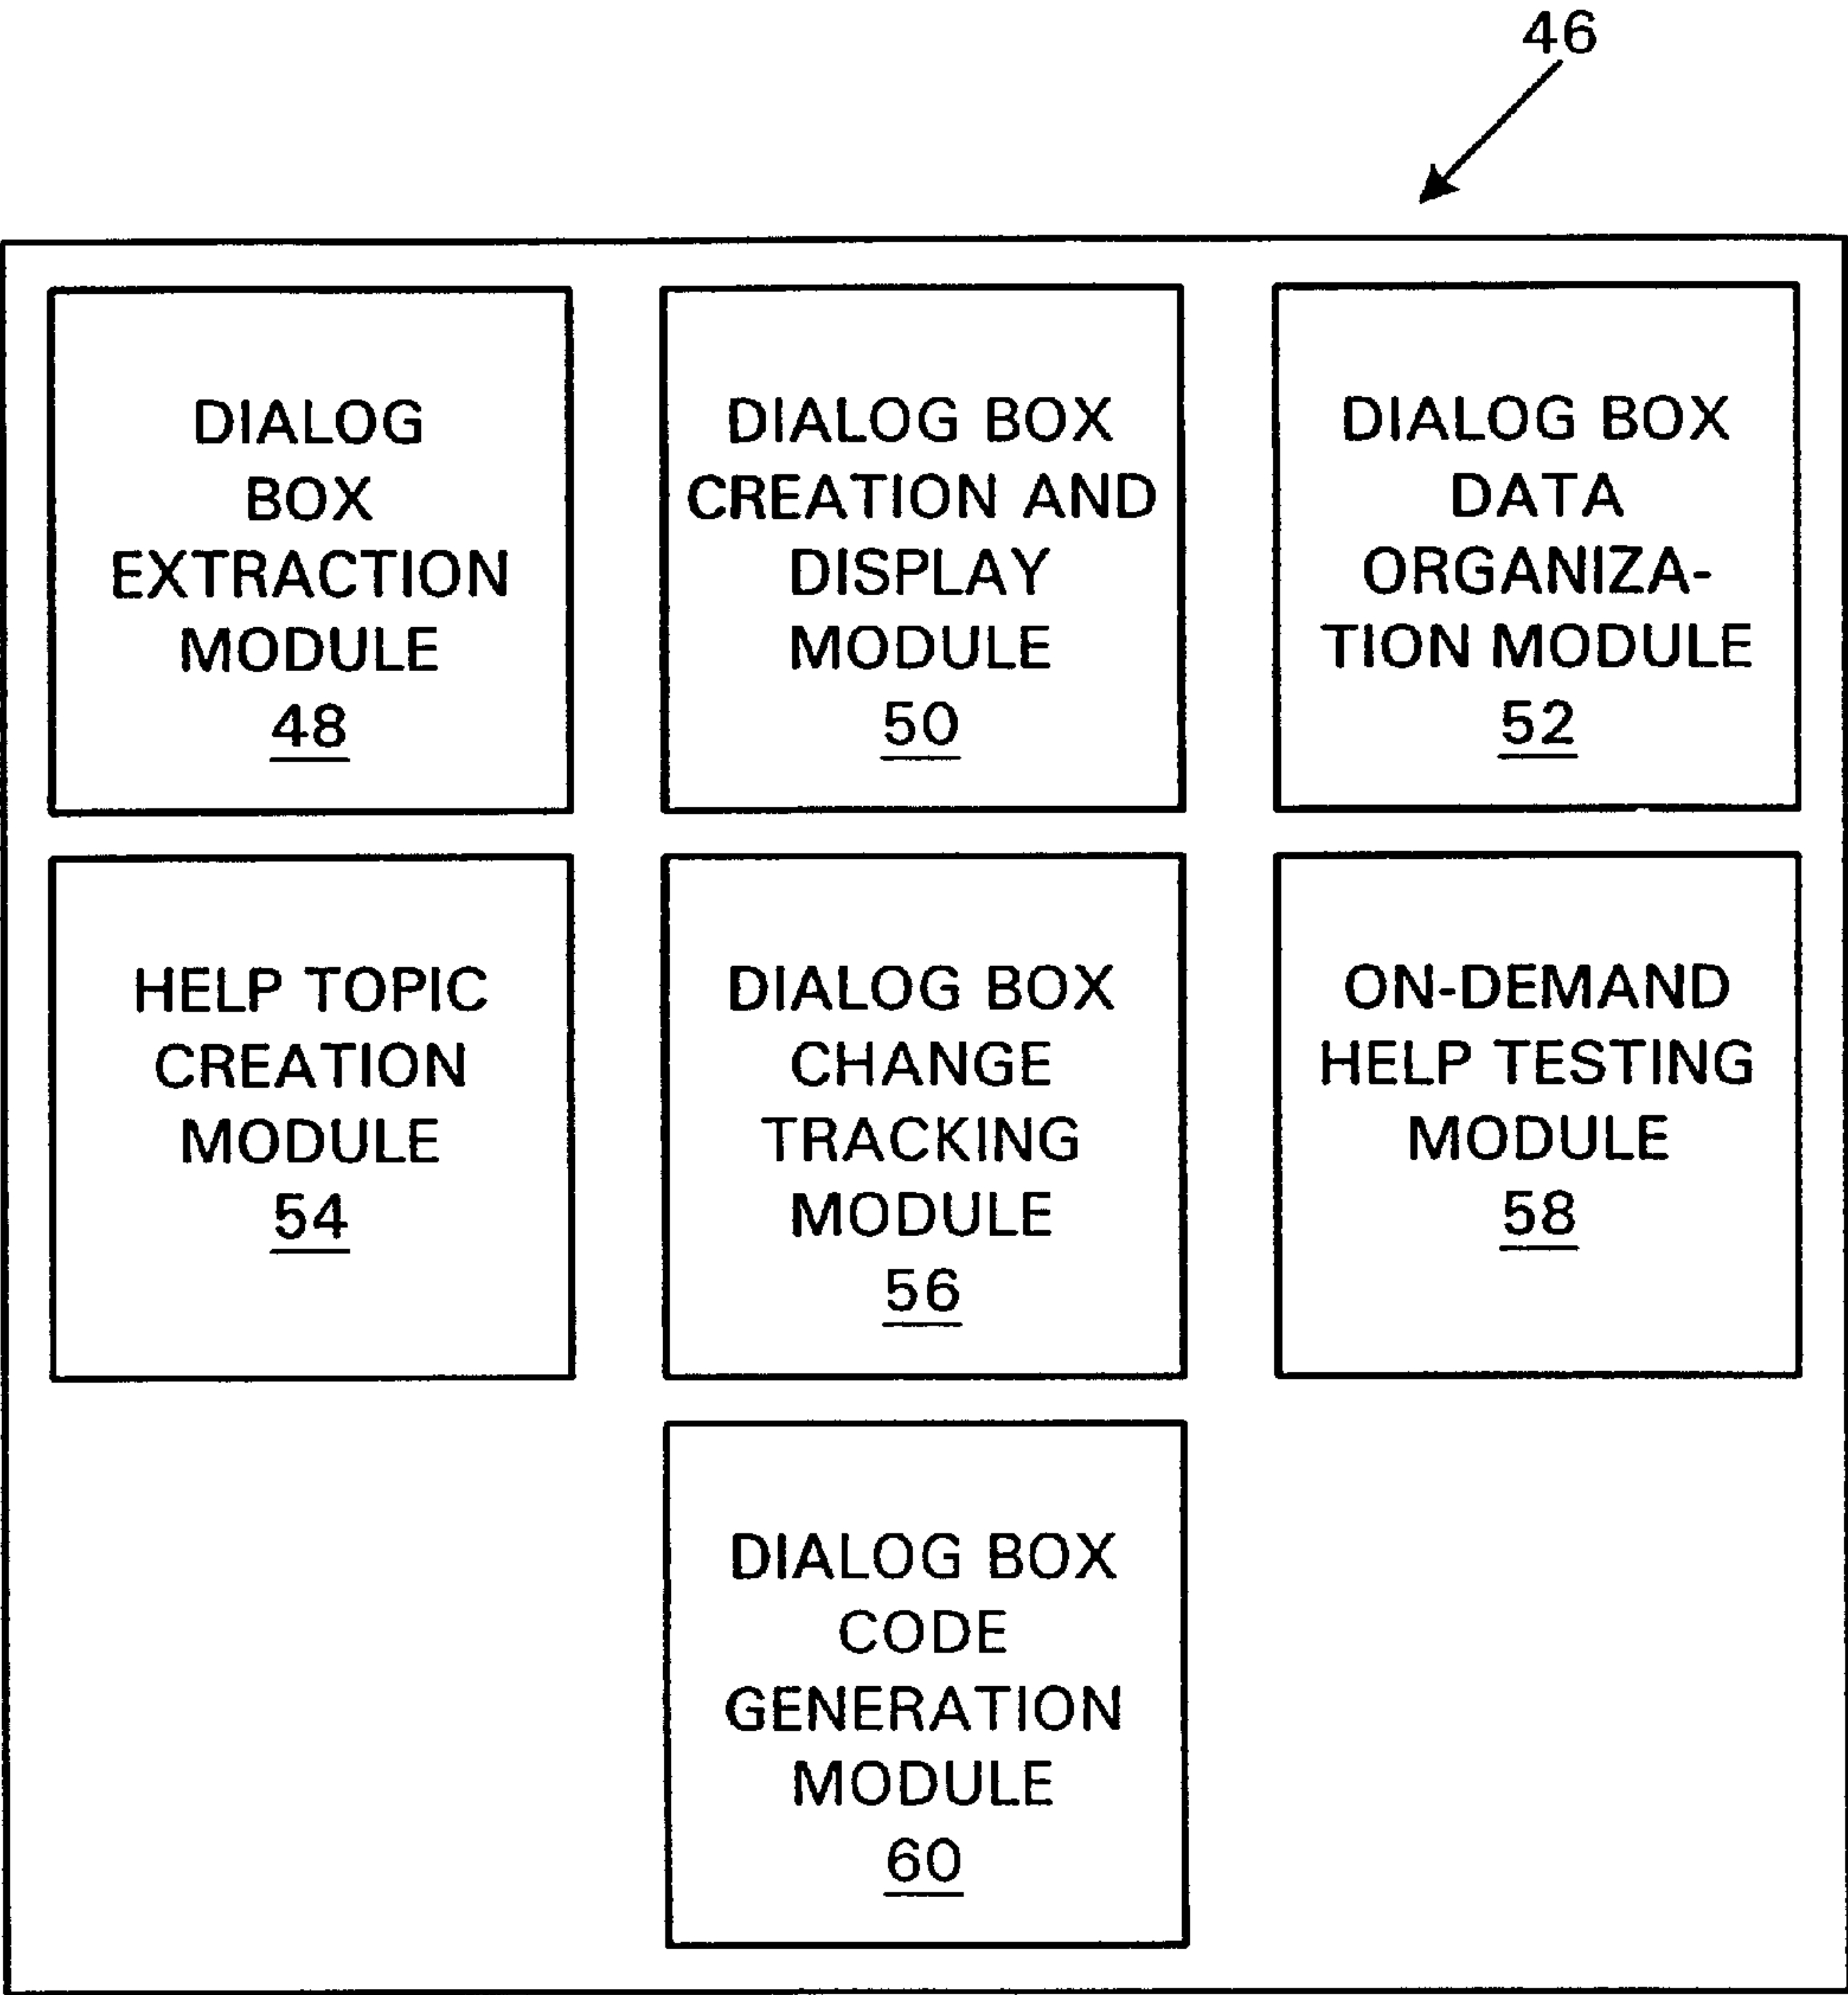 46
DIALOG
BOX
EXTRACTION
MODULE
48
DIALOG BOX
CREATION AND
DISPLAY
MODULE
50
DIALOG BOX
DATA
ORGANIZA-
TION MODULE
52
HELP TOPIC
CREATION
MODULE
54
DIALOG BOX
CHANGE
TRACKING
MODULE
56
ON-DEMAND
HELP TESTING
MODULE
58
DIALOG BOX
CODE
GENERATION
MODULE
60